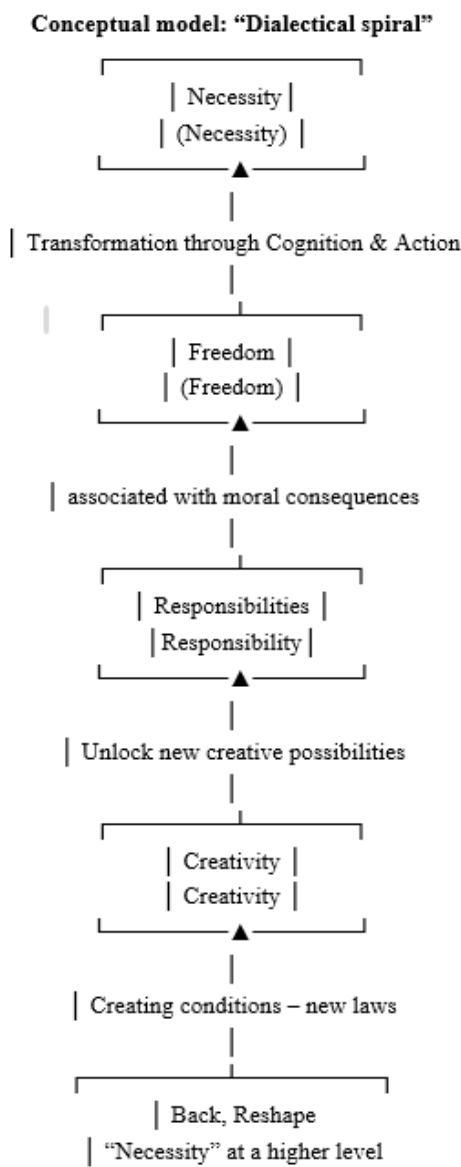 Conceptual model: “Dialectical spiral”
| Necessity |
| (Necessity) |
| Transformation through Cognition & Action
| Freedom |
| (Freedom) |
| associated with moral consequences
| Responsibilities |
| Responsibility |
| Unlock new creative possibilities
| Creativity |
| Creativity |
| Creating conditions – new laws
| Back, Reshape
| “Necessity” at a higher level